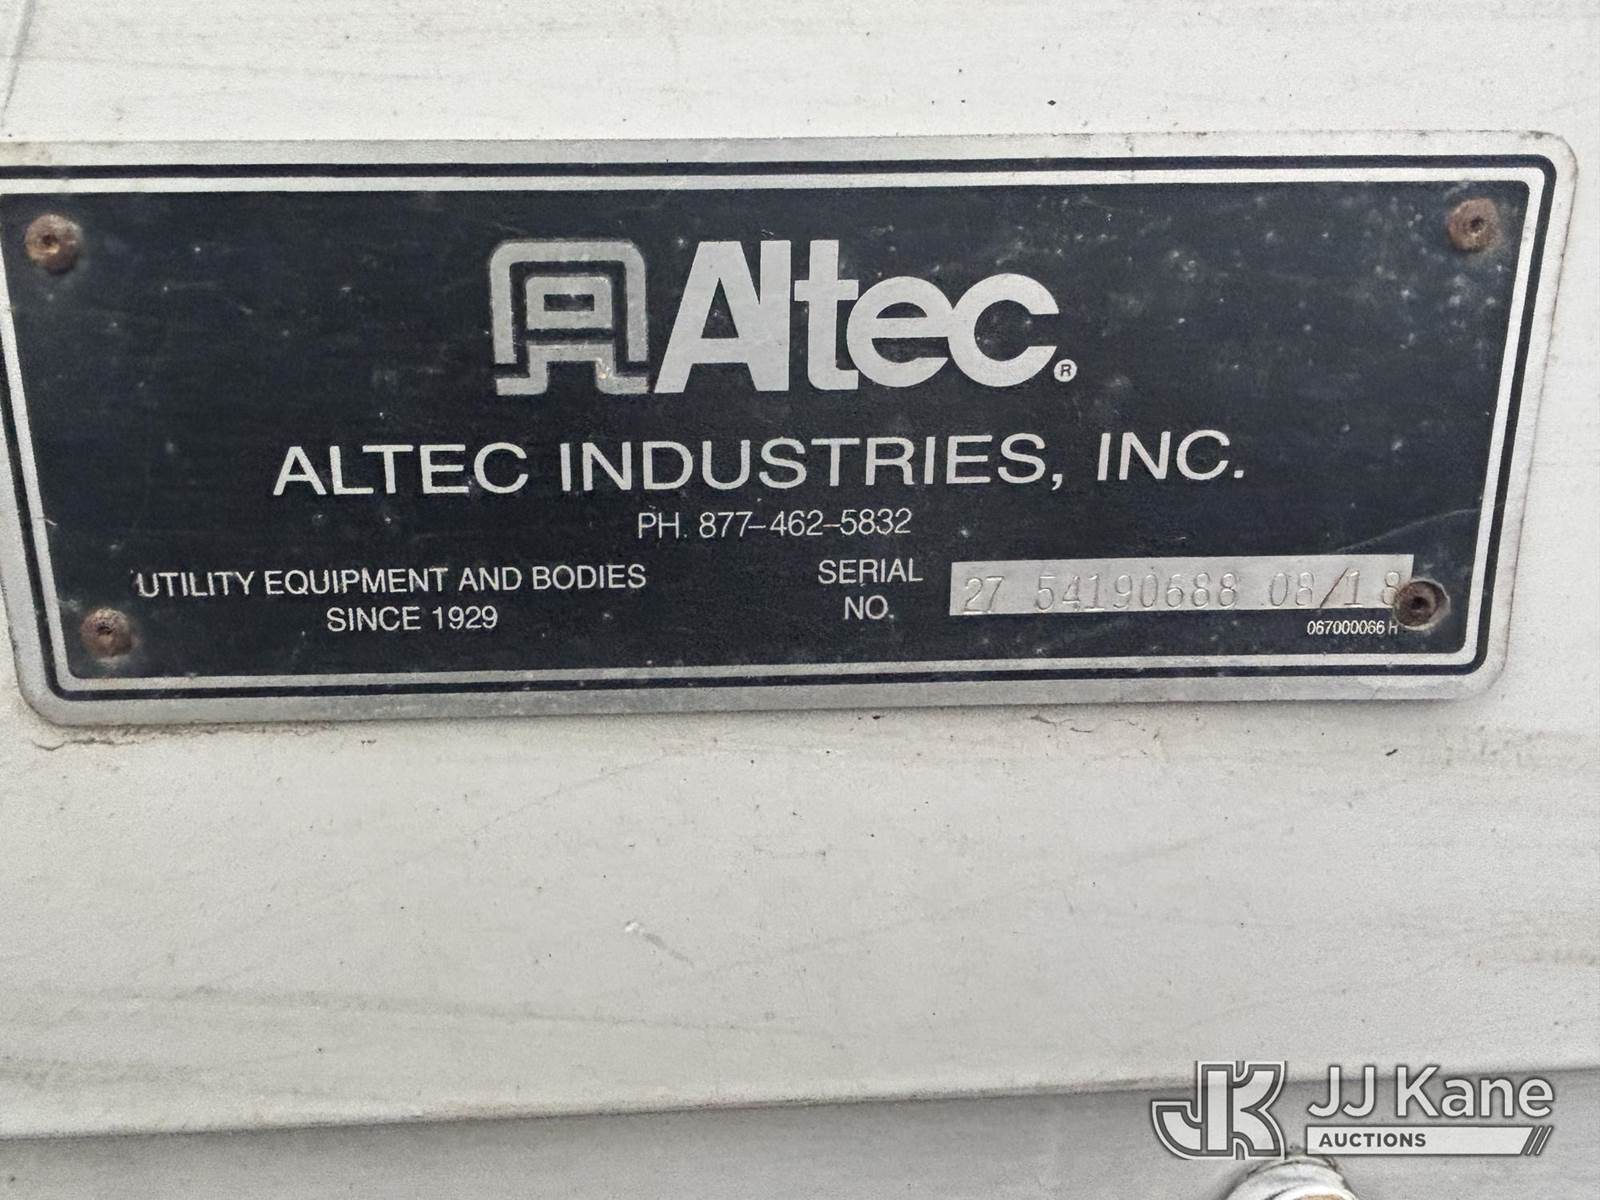 Altec®
ALTEC INDUSTRIES, INC.
PH. 877-462-5832
UTILITY EQUIPMENT AND BODIES
SINCE 1929
SERIAL
NO.
27 54190688 08/18
067000066 H
JK JJ Kane
AUCTIONS